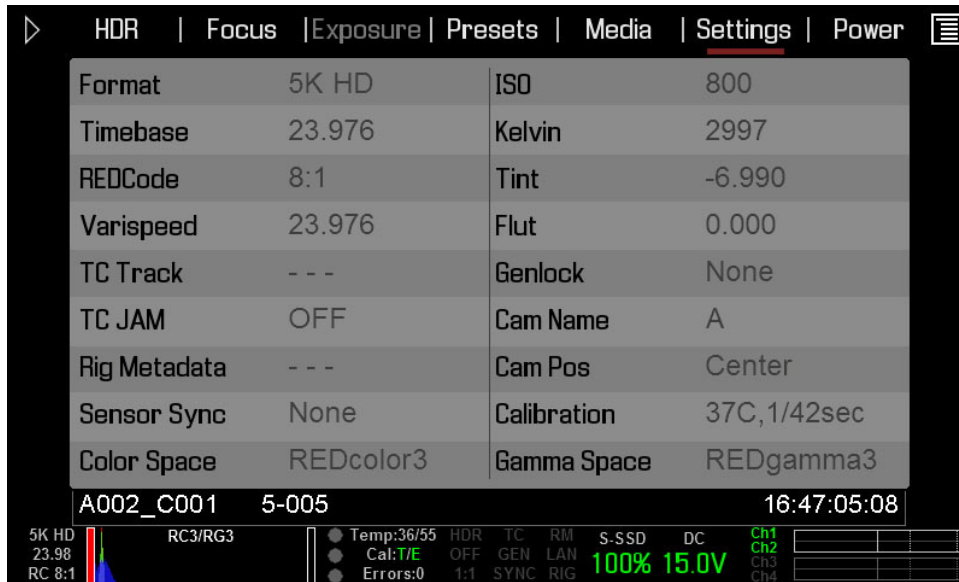 HDR | Focus | Exposure | Presets | Media | Settings | Power
Format 5K HD ISO 800
Timebase 23.976 Kelvin 2997
REDCode 8:1 Tint -6.990
Varispeed 23.976 Flut 0.000
TC Track - - - Genlock None
TC JAM OFF Cam Name A
Rig Metadata - - - Cam Pos Center
Sensor Sync None Calibration 37C,1/42sec
Color Space REDcolor3 Gamma Space REDgamma3
A002_C001 5-005 16:47:05:08
5K HD RC3/RG3 Temp:36/55 HDR TC RM S-SSD DC Ch1
23.98 Cal:T/E OFF GEN LAN 100% 15.0V Ch2
RC 8:1 Errors:0 1:1 SYNC RIG Ch3
Ch4